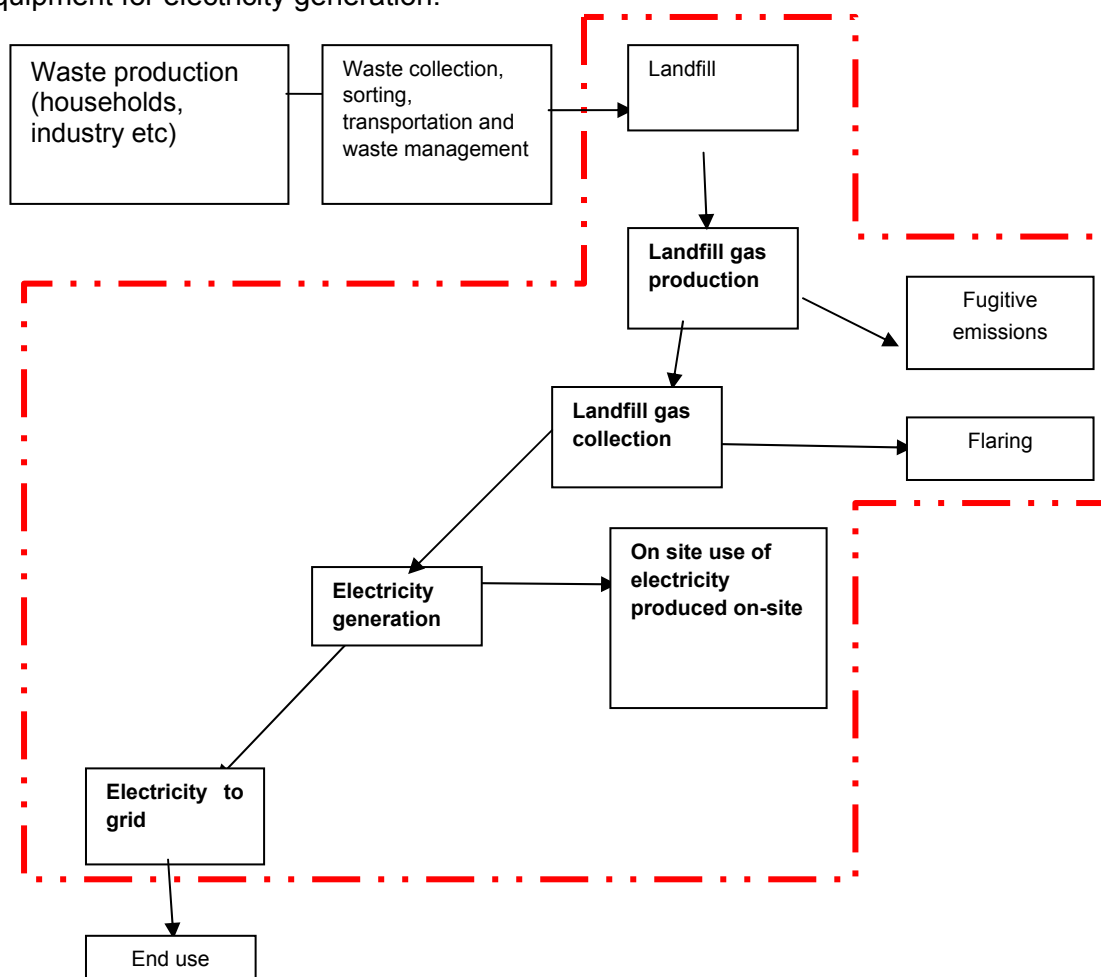 quipment for electricity generation.
Waste production
(households,
industry etc)
Waste collection,
sorting,
transportation and
waste management
Landfill
Landfill gas
production
Fugitive
emissions
Landfill gas
collection
Flaring
On site use of
electricity
produced on-site
Electricity
generation
Electricity to
grid
End use